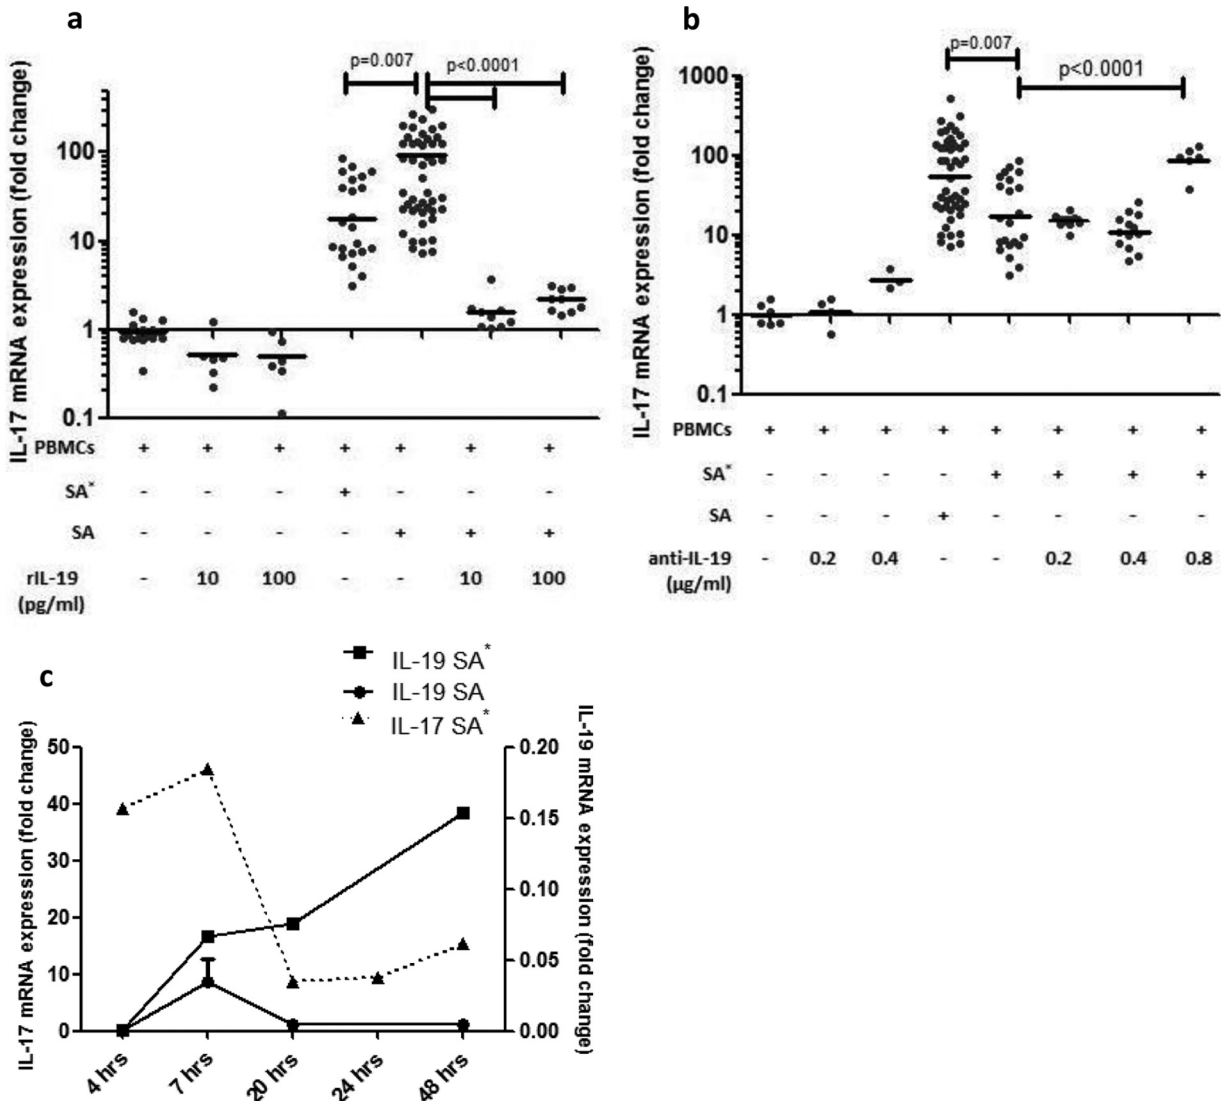 a
IL-17 mRNA expression (fold change)
p=0.007
p<0.0001
100
10
1
0.1
PBMCs + + + + + + +
SA* - - - + - - -
SA - - - - + + +
rIL-19 - 10 100 - - 10 100
(pg/ml)
b
IL-17 mRNA expression (fold change)
p=0.007
p<0.0001
1000
100
10
1
0.1
PBMCs + + + + + + + +
SA* - - - - + + + +
SA - - - + - - - -
anti-IL-19 - 0.2 0.4 - - 0.2 0.4 0.8
(µg/ml)
c
IL-19 SA*
IL-19 SA
IL-17 SA*
IL-17 mRNA expression (fold change)
50
40
30
20
10
0
IL-19 mRNA expression (fold change)
0.20
0.15
0.10
0.05
0.00
4 hrs
7 hrs
20 hrs
24 hrs
48 hrs